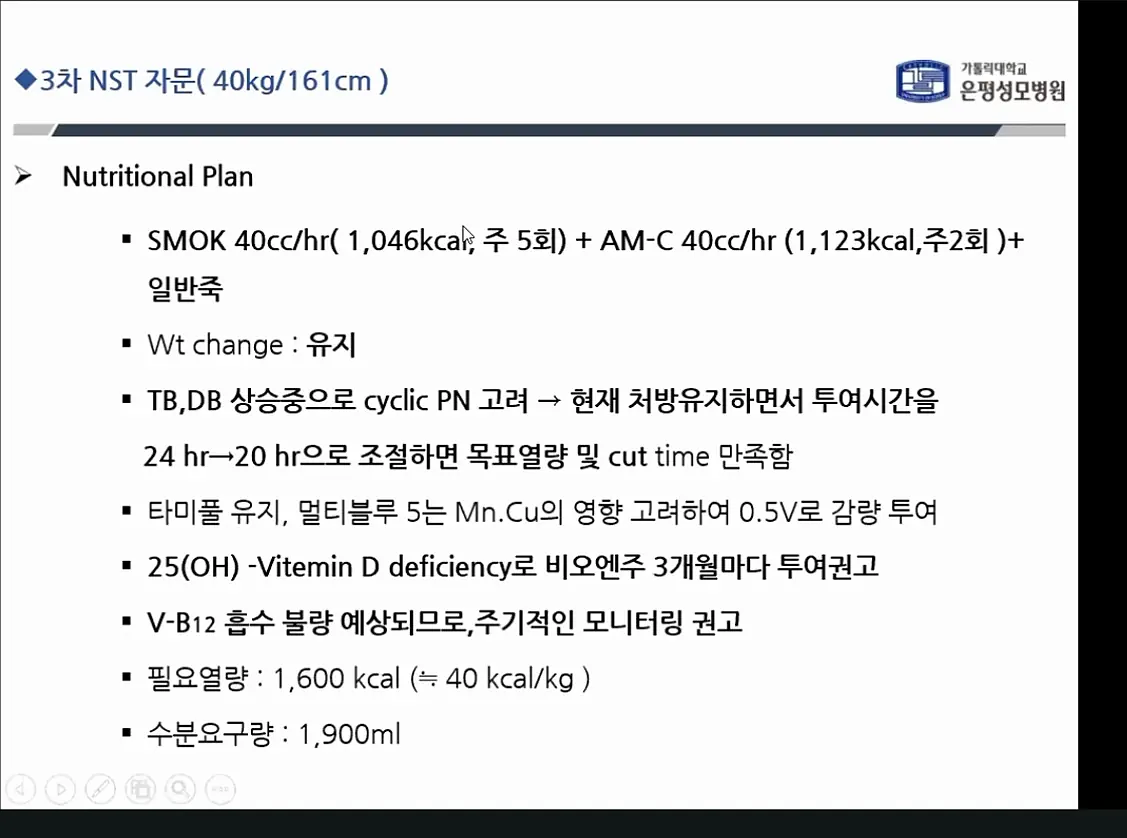 ◆3차 NST 자문( 40kg/161cm )
가톨릭대학교
은평성모병원
➢ Nutritional Plan
▪ SMOK 40cc/hr( 1,046kcal, 주 5회) + AM-C 40cc/hr (1,123kcal,주2회 )+
일반죽
▪ Wt change : 유지
▪ TB,DB 상승중으로 cyclic PN 고려 → 현재 처방유지하면서 투여시간을
24 hr→20 hr으로 조절하면 목표열량 및 cut time 만족함
▪ 타미풀 유지, 멀티블루 5는 Mn.Cu의 영향 고려하여 0.5V로 감량 투여
▪ 25(OH) -Vitemin D deficiency로 비오엔주 3개월마다 투여권고
▪ V-B12 흡수 불량 예상되므로,주기적인 모니터링 권고
▪ 필요열량 : 1,600 kcal (≒ 40 kcal/kg )
▪ 수분요구량 : 1,900ml